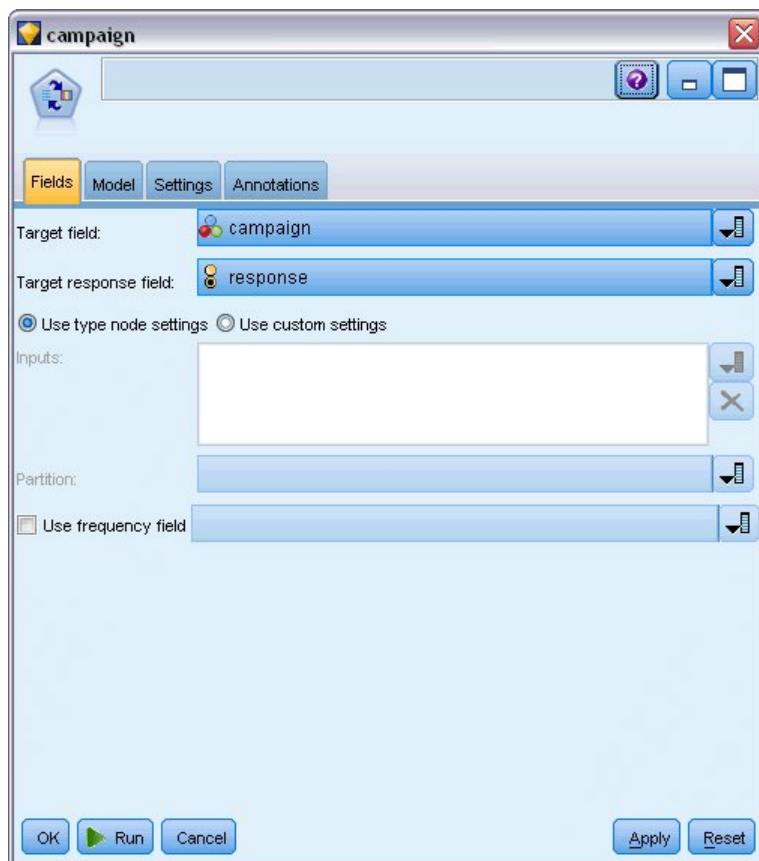 campaign
?
Fields Model Settings Annotations
Target field: campaign
Target response field: response
Use type node settings Use custom settings
Inputs:
Partition:
Use frequency field
OK Run Cancel Apply Reset